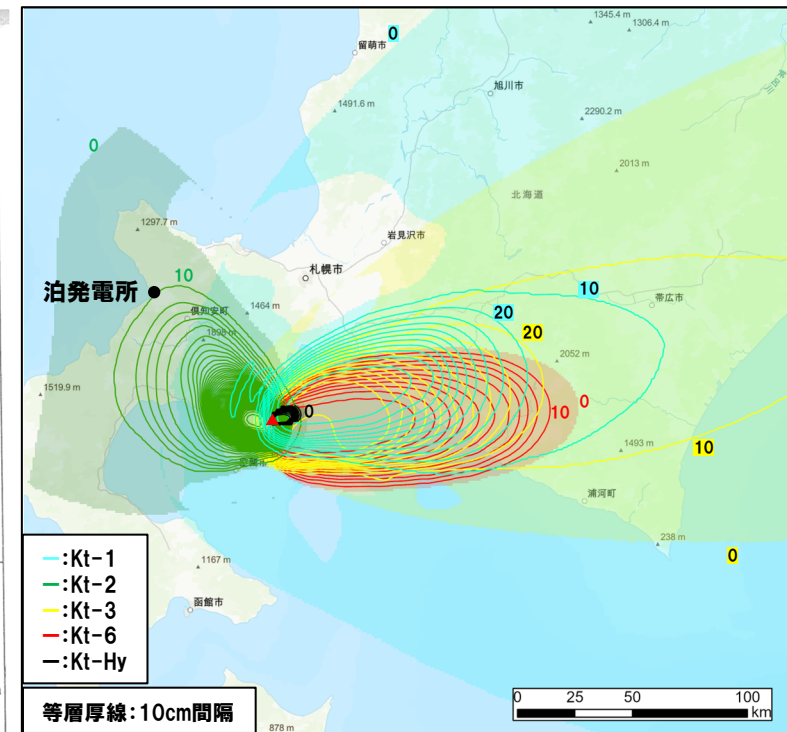 1345.4 m
1306.4 m
0
留萌市
旭川市
1491.6 m
2290.2 m
0
2013 m
北海道
1297.7 m
岩見沢市
札幌市
10
泊発電所
10
帯広市
倶知安町
1464 m
20
20
1898 m
2052 m
1519.9 m
0
10
0
1493 m
10
浦河町
238 m
0
1167 m
函館市
:Kt-1
:Kt-2
:Kt-3
:Kt-6
:Kt-Hy
等層厚線:10cm間隔
878 m
0 25 50 100
km